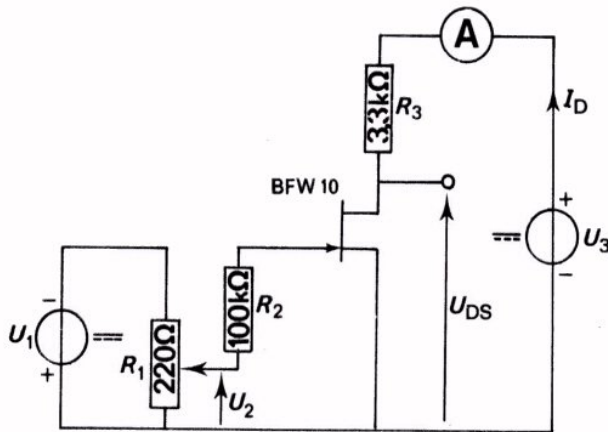 A
3,3kΩ
R3
ID
BFW 10
+
U3
−
R2
100kΩ
UDS
−
U1
+
R1
220Ω
U2